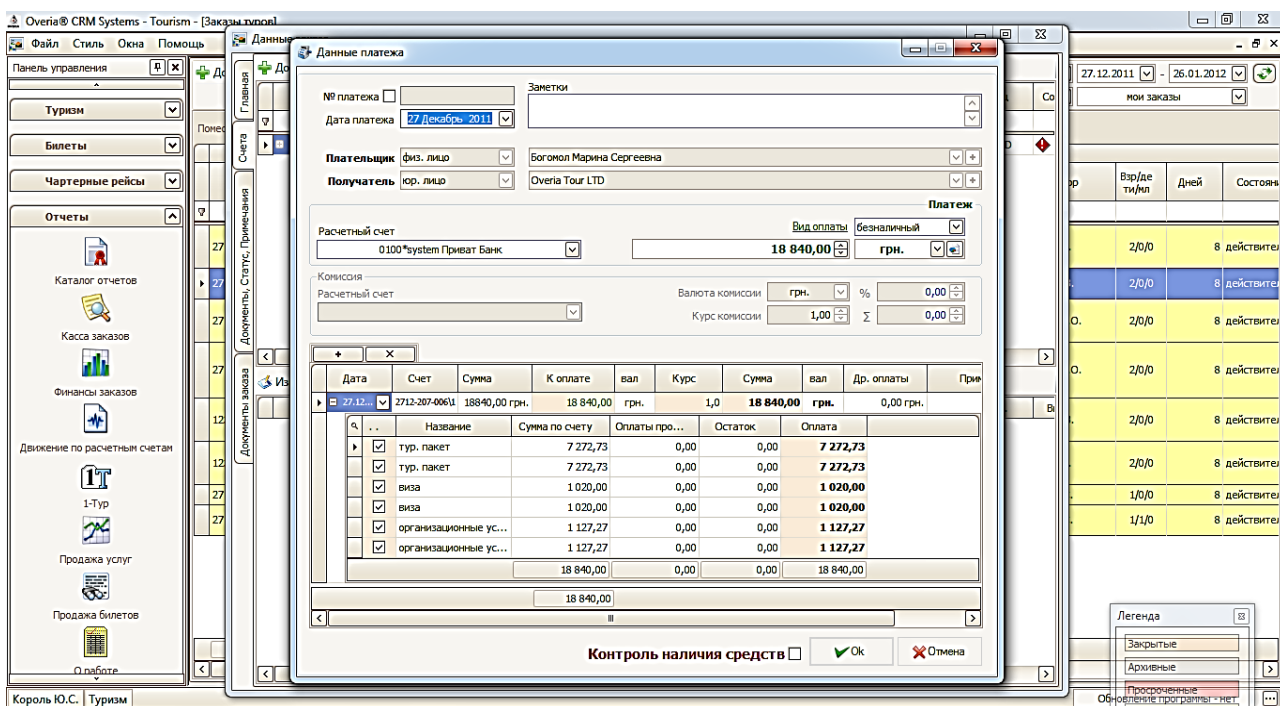 Overia® CRM Systems - Tourism - [Заказы туров]
Файл Стиль Окна Помощь
Панель управления
Туризм
Билеты
Чартерные рейсы
Отчеты
Каталог отчетов
Касса заказов
Финансы заказов
Движение по расчетным счетам
1-Тур
Продажа услуг
Продажа билетов
О работе
Король Ю.С. Туризм
Данные
Главная
Счета
Документы, Статус, Примечания
Документы заказа
Данные платежа
№ платежа
Заметки
Дата платежа 27 Декабрь 2011
Плательщик физ. лицо Богомол Марина Сергеевна
Получатель юр. лицо Overia Tour LTD
Платеж
Расчетный счет Вид оплаты безналичный
0100*system Приват Банк 18 840,00 грн.
Комиссия
Расчетный счет Валюта комиссии грн. % 0,00
Курс комиссии 1,00 Σ 0,00
+ x
Дата Счет Сумма К оплате вал Курс Сумма вал Др. оплаты Прим
27.12... 2712-207-006\1 18840,00 грн. 18 840,00 грн. 1,0 18 840,00 грн. 0,00 грн.
.. Название Сумма по счету Оплаты про... Остаток Оплата
тур. пакет 7 272,73 0,00 0,00 7 272,73
тур. пакет 7 272,73 0,00 0,00 7 272,73
виза 1 020,00 0,00 0,00 1 020,00
виза 1 020,00 0,00 0,00 1 020,00
организационные ус... 1 127,27 0,00 0,00 1 127,27
организационные ус... 1 127,27 0,00 0,00 1 127,27
18 840,00 0,00 0,00 18 840,00
18 840,00
Контроль наличия средств Ok Отмена
27.12.2011 - 26.01.2012
мои заказы
Взр/де
ти/мл Дней Состоян
2/0/0 8 действител
2/0/0 8 действител
2/0/0 8 действител
2/0/0 8 действител
2/0/0 8 действител
2/0/0 8 действител
1/0/0 8 действител
1/1/0 8 действител
Легенда
Закрытые
Архивные
Просроченные
Обновление программы - нет